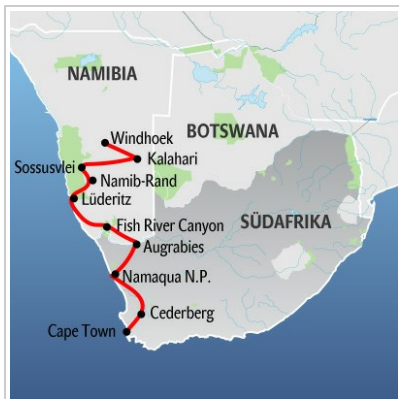 NAMIBIA
BOTSWANA
Windhoek
Kalahari
Sossusvlei
Namib-Rand
Lüderitz
Fish River Canyon
SÜDAFRIKA
Augrabies
Namaqua N.P.
Cederberg
Cape Town